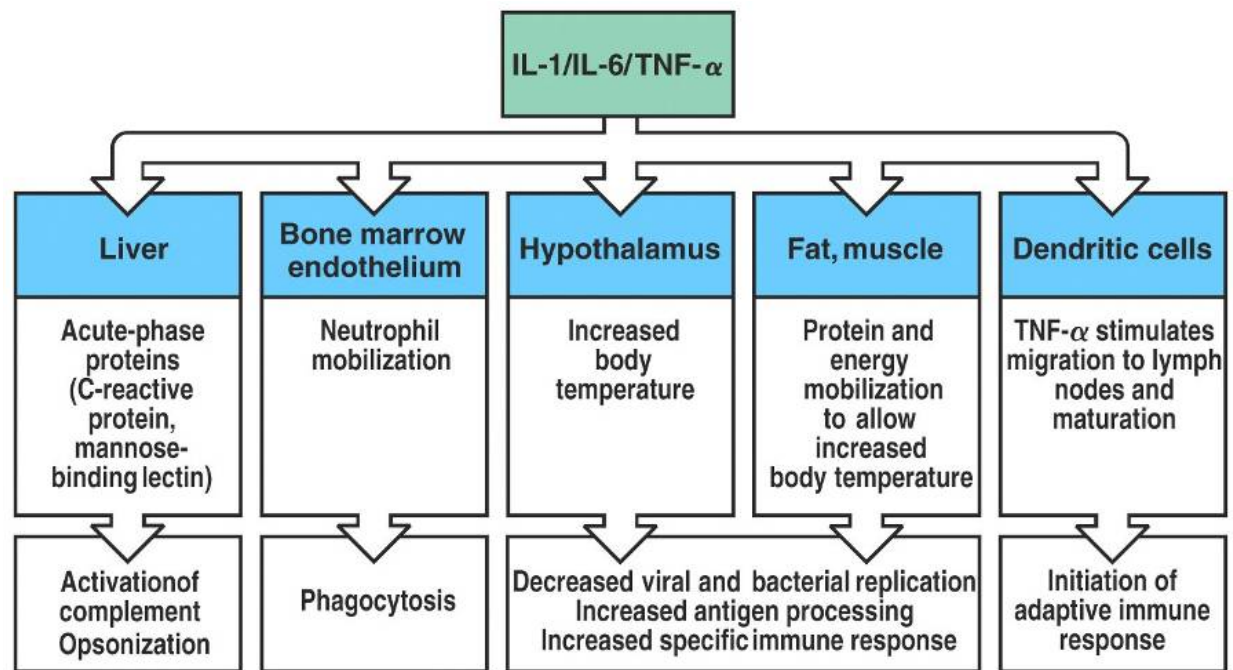 IL-1/IL-6/TNF-α
Liver
Bone marrow
endothelium
Hypothalamus
Fat, muscle
Dendritic cells
Acute-phase
proteins
(C-reactive
protein,
mannose-
binding lectin)
Neutrophil
mobilization
Increased
body
temperature
Protein and
energy
mobilization
to allow
increased
body temperature
TNF-α stimulates
migration to lymph
nodes and
maturation
Activationof
complement
Opsonization
Phagocytosis
Decreased viral and bacterial replication
Increased antigen processing
Increased specific immune response
Initiation of
adaptive immune
response